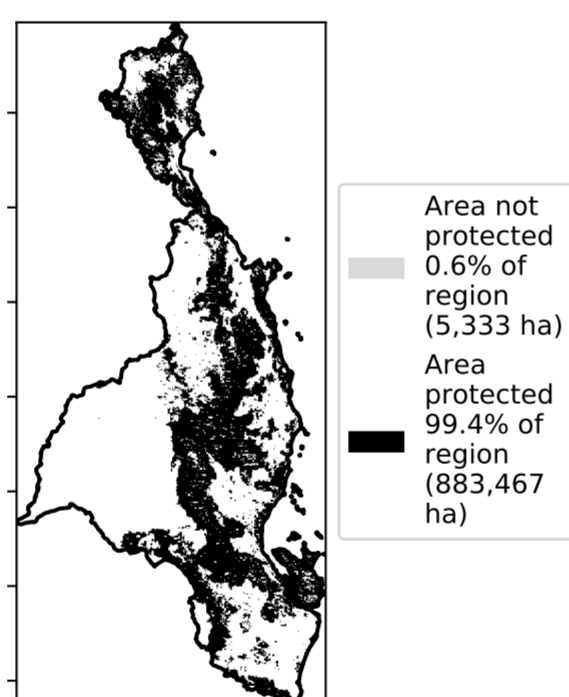 Area not
protected
0.6% of
region
(5,333 ha)
Area
protected
99.4% of
region
(883,467
ha)